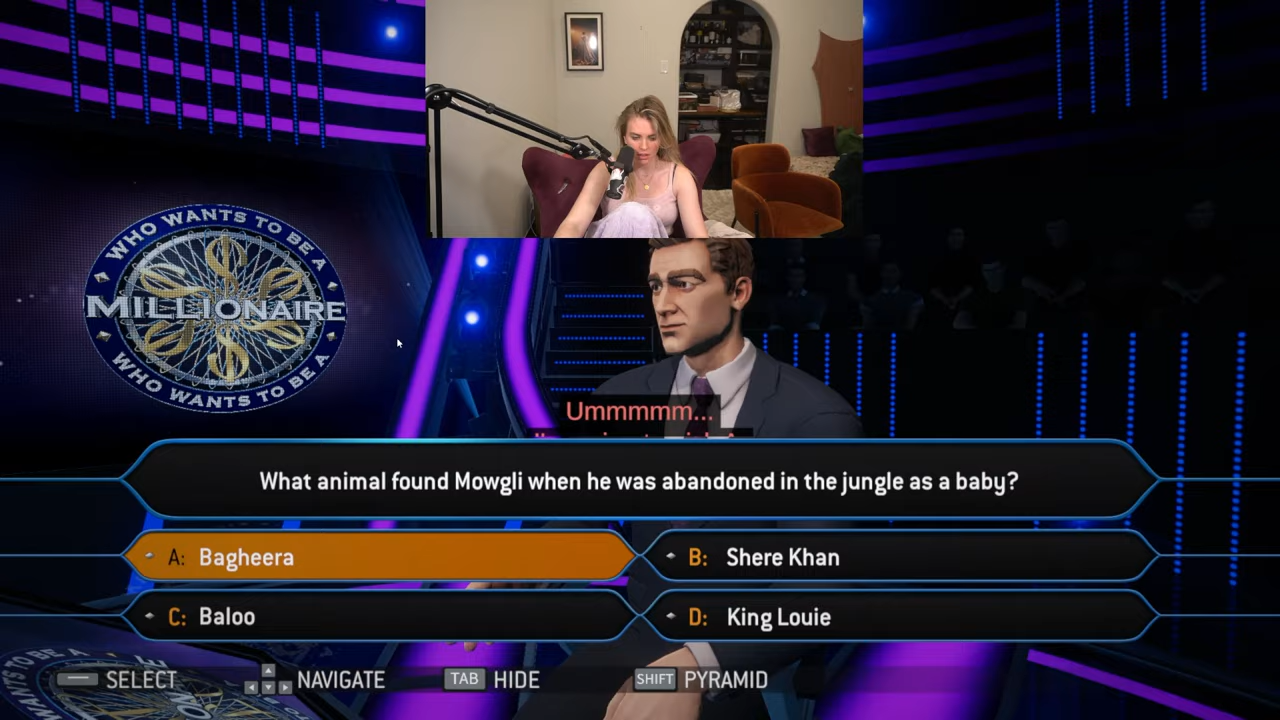 WHO WANTS TO BE A
MILLIONAIRE
WHO WANTS TO BE A
Ummmmm...
What animal found Mowgli when he was abandoned in the jungle as a baby?
A: Bagheera
B: Shere Khan
C: Baloo
D: King Louie
SELECT
NAVIGATE
TAB HIDE
SHIFT PYRAMID